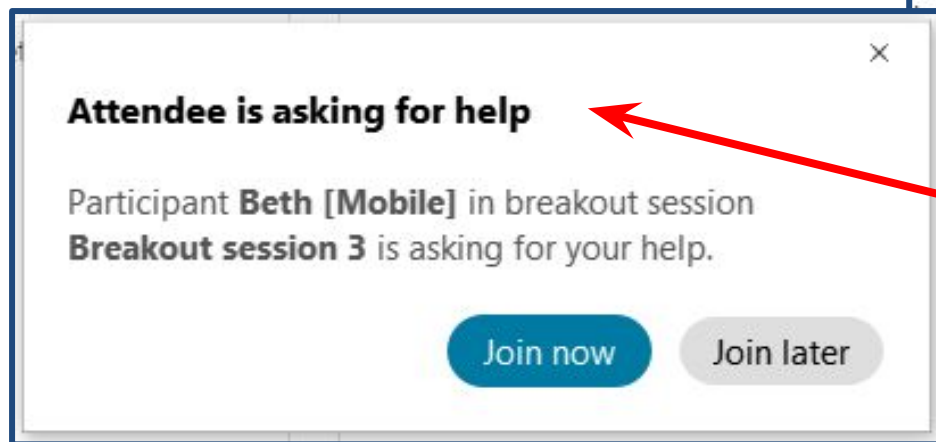 Attendee is asking for help
Participant Beth [Mobile] in breakout session
Breakout session 3 is asking for your help.
Join now Join later